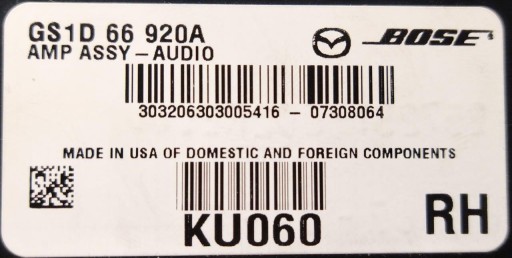 GS1D 66 920A
AMP ASSY-AUDIO
BOSE
303206303005416 - 07308064
MADE IN USA OF DOMESTIC AND FOREIGN COMPONENTS
KU060
RH